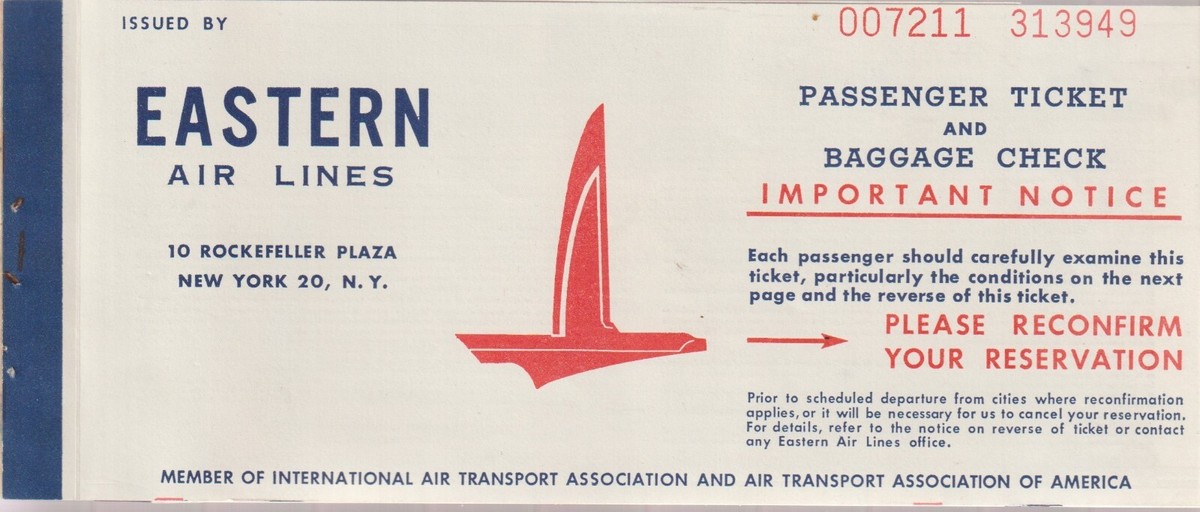 ISSUED BY
007211 313949
EASTERN
AIR LINES
10 ROCKEFELLER PLAZA
NEW YORK 20, N. Y.
PASSENGER TICKET
AND
BAGGAGE CHECK
IMPORTANT NOTICE
Each passenger should carefully examine this
ticket, particularly the conditions on the next
page and the reverse of this ticket.
PLEASE RECONFIRM
YOUR RESERVATION
Prior to scheduled departure from cities where reconfirmation
applies, or it will be necessary for us to cancel your reservation.
For details, refer to the notice on reverse of ticket or contact
any Eastern Air Lines office.
MEMBER OF INTERNATIONAL AIR TRANSPORT ASSOCIATION AND AIR TRANSPORT ASSOCIATION OF AMERICA